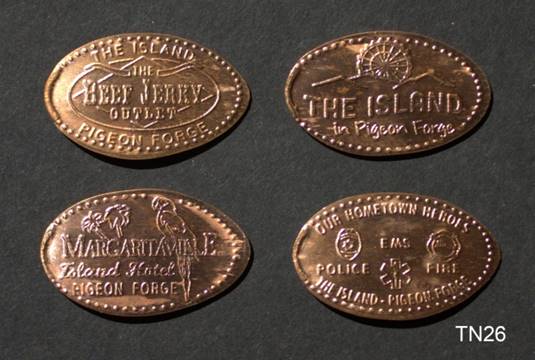 THE ISLAND
THE
BEEF JERKY
OUTLET
PIGEON FORGE
THE ISLAND
in Pigeon Forge
MARGARITAVILLE
Island Hotel
PIGEON FORGE
OUR HOMETOWN HEROES
EMS
POLICE FIRE
THE ISLAND - PIGEON FORGE
TN26